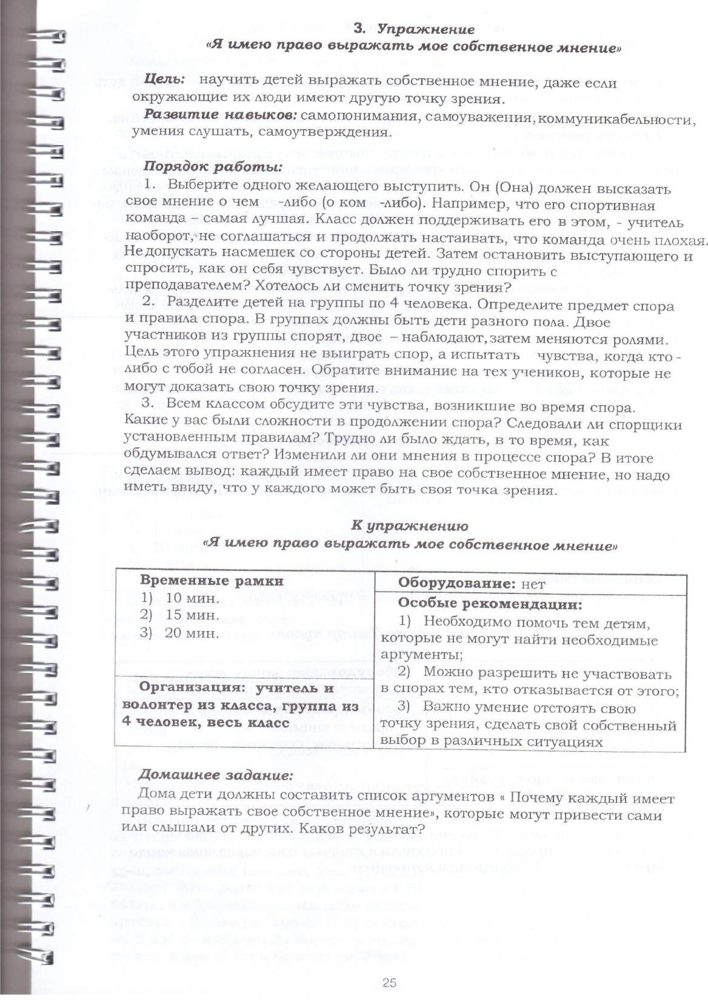 3. Упражнение
«Я имею право выражать мое собственное мнение»
Цель: научить детей выражать собственное мнение, даже если
окружающие их люди имеют другую точку зрения.
Развитие навыков: самопонимания, самоуважения, коммуникабельности,
умения слушать, самоутверждения.
Порядок работы:
1. Выберите одного желающего выступить. Он (Она) должен высказать
свое мнение о чем -либо (о ком -либо). Например, что его спортивная
команда – самая лучшая. Класс должен поддерживать его в этом, - учитель
наоборот, не соглашаться и продолжать настаивать, что команда очень плохая.
Не допускать насмешек со стороны детей. Затем остановить выступающего и
спросить, как он себя чувствует. Было ли трудно спорить с
преподавателем? Хотелось ли сменить точку зрения?
2. Разделите детей на группы по 4 человека. Определите предмет спора
и правила спора. В группах должны быть дети разного пола. Двое
участников из группы спорят, двое – наблюдают, затем меняются ролями.
Цель этого упражнения не выиграть спор, а испытать чувства, когда кто -
либо с тобой не согласен. Обратите внимание на тех учеников, которые не
могут доказать свою точку зрения.
3. Всем классом обсудите эти чувства, возникшие во время спора.
Какие у вас были сложности в продолжении спора? Следовали ли спорщики
установленным правилам? Трудно ли было ждать, в то время, как
обдумывался ответ? Изменили ли они мнения в процессе спора? В итоге
сделаем вывод: каждый имеет право на свое собственное мнение, но надо
иметь ввиду, что у каждого может быть своя точка зрения.
К упражнению
«Я имею право выражать мое собственное мнение»
Временные рамки
1) 10 мин.
2) 15 мин.
3) 20 мин.
Организация: учитель и
волонтер из класса, группа из
4 человек, весь класс
Оборудование: нет
Особые рекомендации:
1) Необходимо помочь тем детям,
которые не могут найти необходимые
аргументы;
2) Можно разрешить не участвовать
в спорах тем, кто отказывается от этого;
3) Важно умение отстоять свою
точку зрения, сделать свой собственный
выбор в различных ситуациях
Домашнее задание:
Дома дети должны составить список аргументов « Почему каждый имеет
право выражать свое собственное мнение», которые могут привести сами
или слышали от других. Каков результат?
25